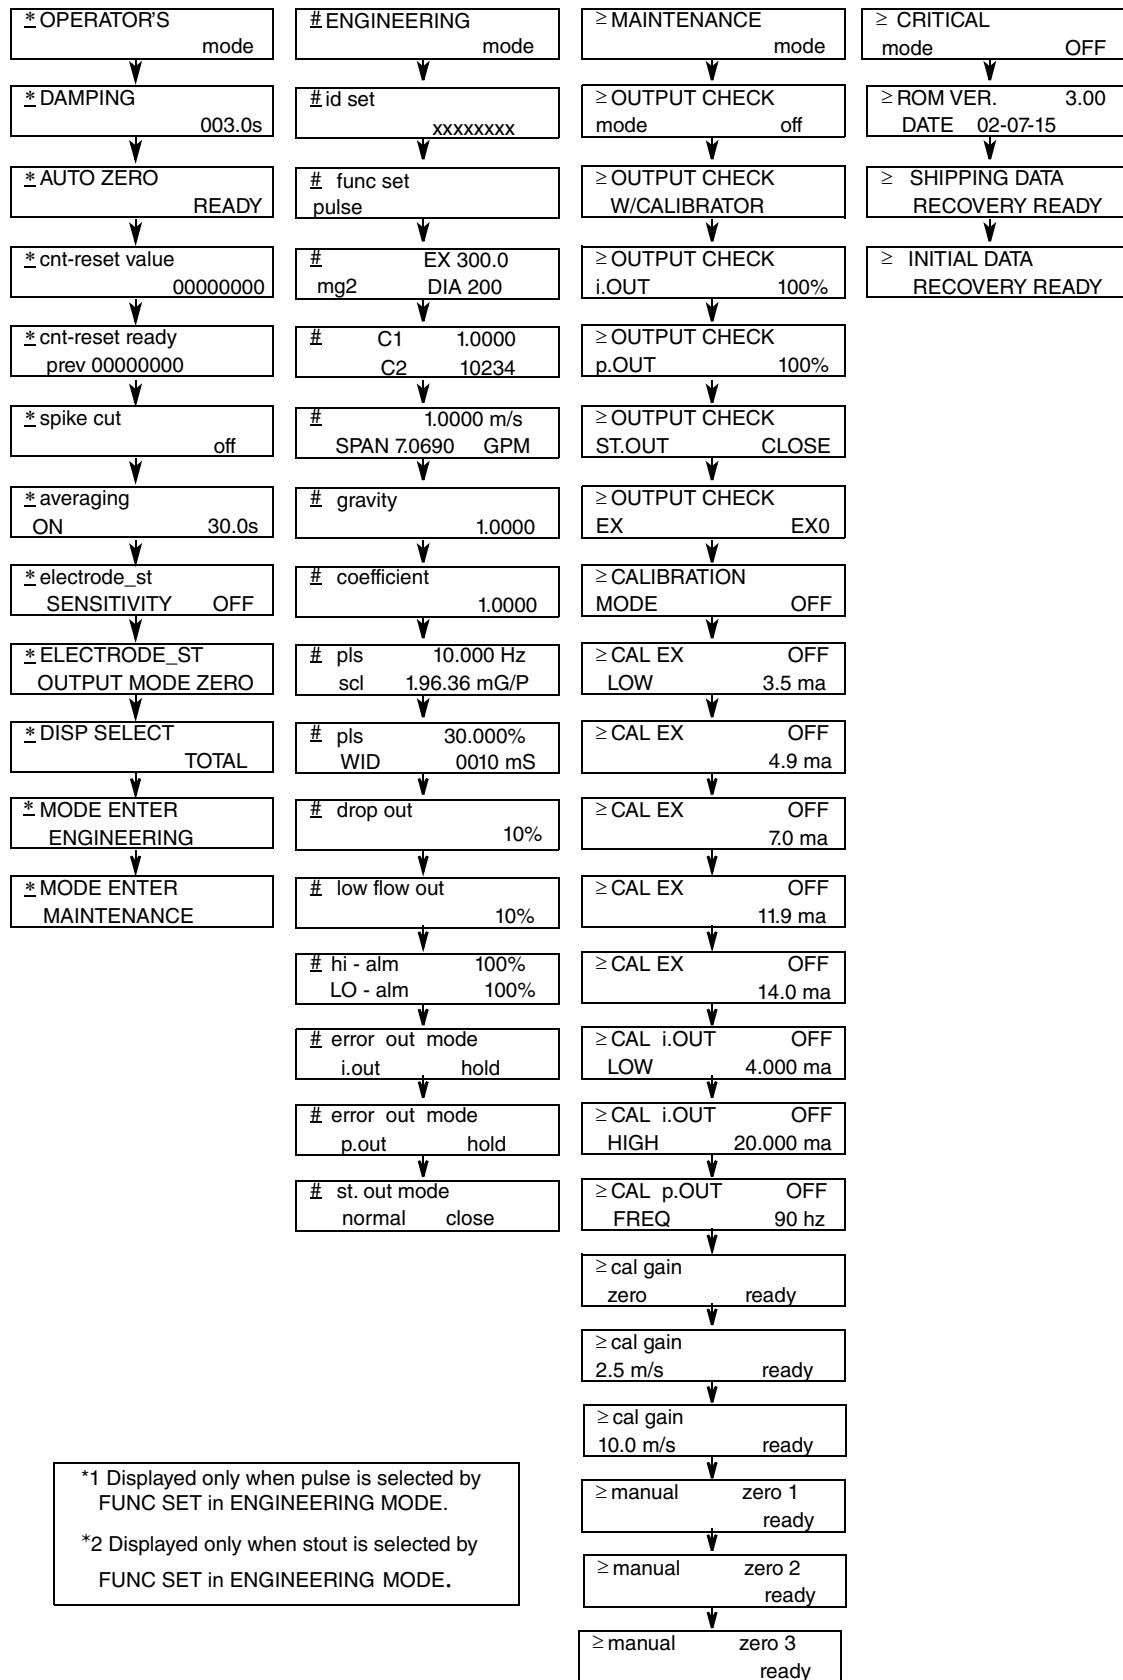 * OPERATOR'S
mode
* DAMPING
003.0s
* AUTO ZERO
READY
* cnt-reset value
00000000
* cnt-reset ready
prev 00000000
* spike cut
off
* averaging
ON 30.0s
* electrode_st
SENSITIVITY OFF
* ELECTRODE_ST
OUTPUT MODE ZERO
* DISP SELECT
TOTAL
* MODE ENTER
ENGINEERING
* MODE ENTER
MAINTENANCE
# ENGINEERING
mode
# id set
xxxxxxxx
# func set
pulse
# EX 300.0
mg2 DIA 200
# C1 1.0000
C2 10234
# 1.0000 m/s
SPAN 7.0690 GPM
# gravity
1.0000
# coefficient
1.0000
# pls 10.000 Hz
scl 1.96.36 mG/P
# pls 30.000%
WID 0010 mS
# drop out
10%
# low flow out
10%
# hi - alm 100%
LO - alm 100%
# error out mode
i.out hold
# error out mode
p.out hold
# st. out mode
normal close
≥ MAINTENANCE
mode
≥ OUTPUT CHECK
mode off
≥ OUTPUT CHECK
W/CALIBRATOR
≥ OUTPUT CHECK
i.OUT 100%
≥ OUTPUT CHECK
p.OUT 100%
≥ OUTPUT CHECK
ST.OUT CLOSE
≥ OUTPUT CHECK
EX EX0
≥ CALIBRATION
MODE OFF
≥ CAL EX OFF
LOW 3.5 ma
≥ CAL EX OFF
4.9 ma
≥ CAL EX OFF
7.0 ma
≥ CAL EX OFF
11.9 ma
≥ CAL EX OFF
14.0 ma
≥ CAL i.OUT OFF
LOW 4.000 ma
≥ CAL i.OUT OFF
HIGH 20.000 ma
≥ CAL p.OUT OFF
FREQ 90 hz
≥ cal gain
zero ready
≥ cal gain
2.5 m/s ready
≥ cal gain
10.0 m/s ready
≥ manual zero 1
ready
≥ manual zero 2
ready
≥ manual zero 3
ready
≥ CRITICAL
mode OFF
≥ ROM VER. 3.00
DATE 02-07-15
≥ SHIPPING DATA
RECOVERY READY
≥ INITIAL DATA
RECOVERY READY
*1 Displayed only when pulse is selected by
FUNC SET in ENGINEERING MODE.
*2 Displayed only when stout is selected by
FUNC SET in ENGINEERING MODE.